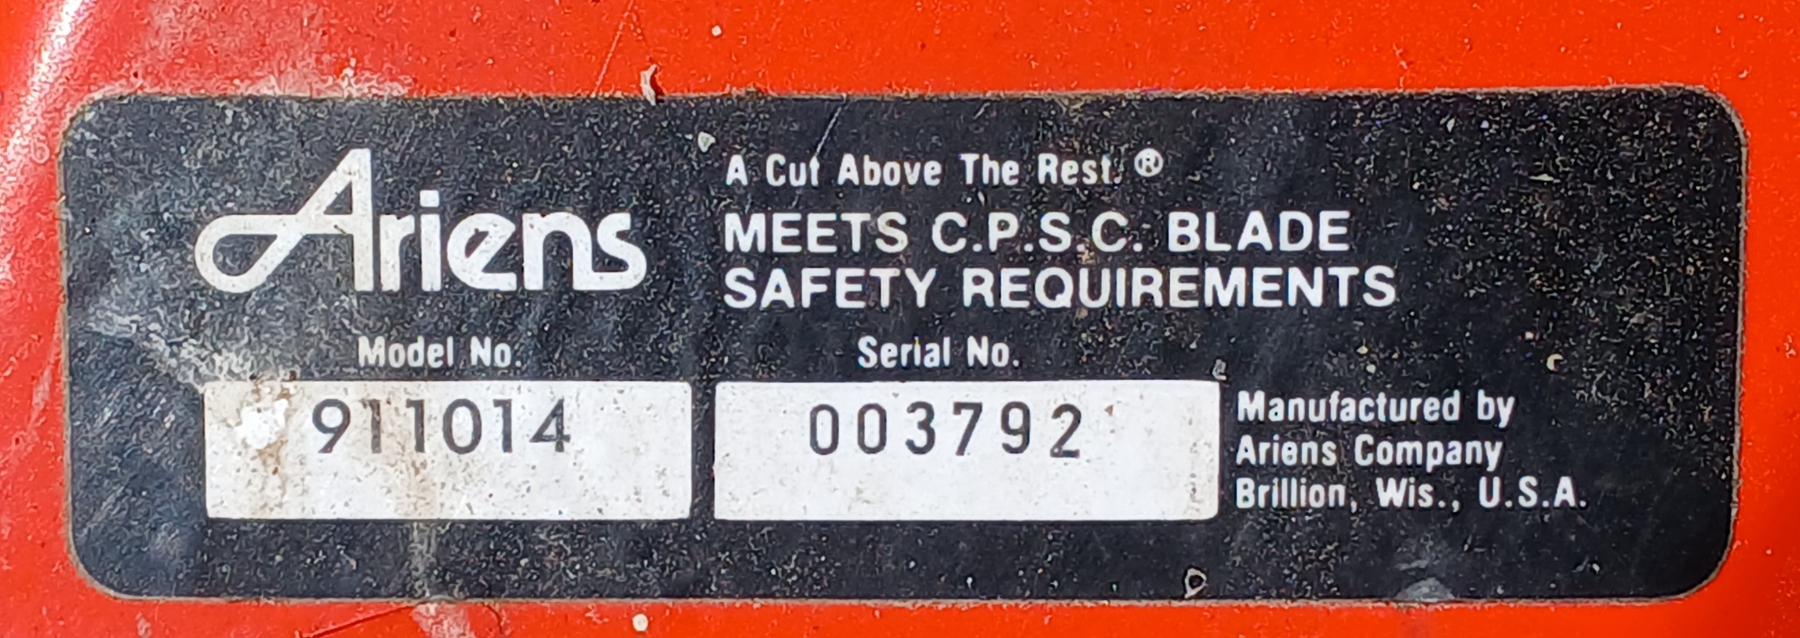 Ariens
A Cut Above The Rest.®
MEETS C.P.S.C. BLADE
SAFETY REQUIREMENTS
Model No.
911014
Serial No.
003792
Manufactured by
Ariens Company
Brillion, Wis., U.S.A.